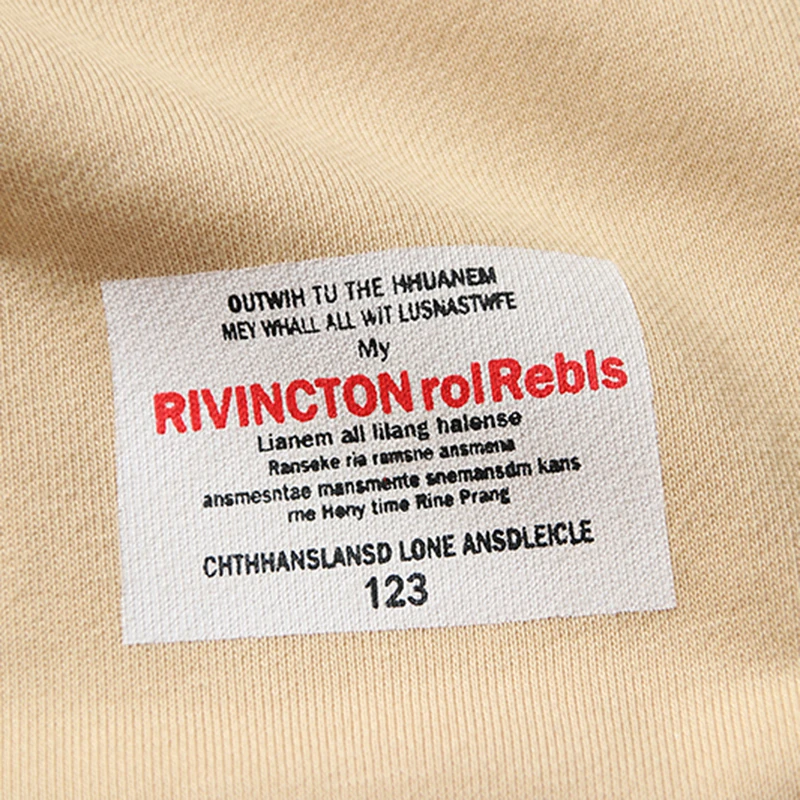 OUTWIH TU THE HHUANEM
MEY WHALL ALL WIT LUSNASTWFE
My
RIVINCTON rolRebls
Lianem all lilang halense
Ranseke ria ramsne ansmena
ansmesntae mansmente snemansdm kans
rne Heny time Rine Prang
CHTHHANSLANSD LONE ANSDLEICLE
123